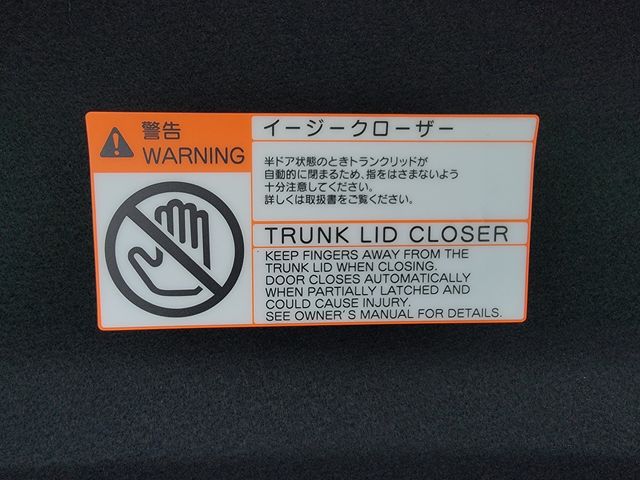 警告
WARNING
イージークローザー
半ドア状態のときトランクリッドが
自動的に閉まるため、指をはさまないよう
十分注意してください。
詳しくは取扱書をご覧ください。
TRUNK LID CLOSER
KEEP FINGERS AWAY FROM THE
TRUNK LID WHEN CLOSING.
DOOR CLOSES AUTOMATICALLY
WHEN PARTIALLY LATCHED AND
COULD CAUSE INJURY.
SEE OWNER'S MANUAL FOR DETAILS.